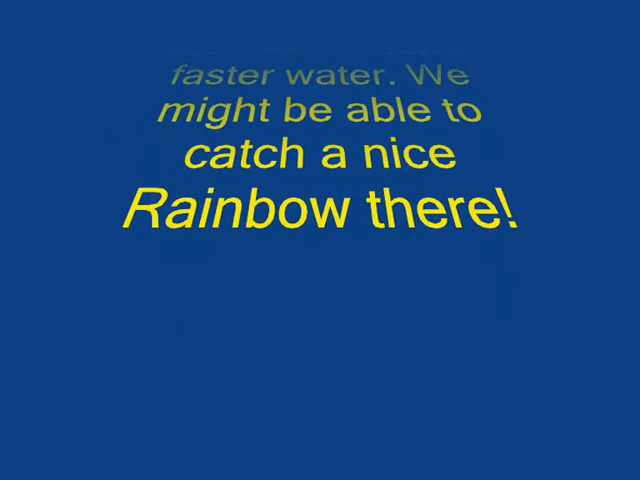 faster water. We
might be able to
catch a nice
Rainbow there!